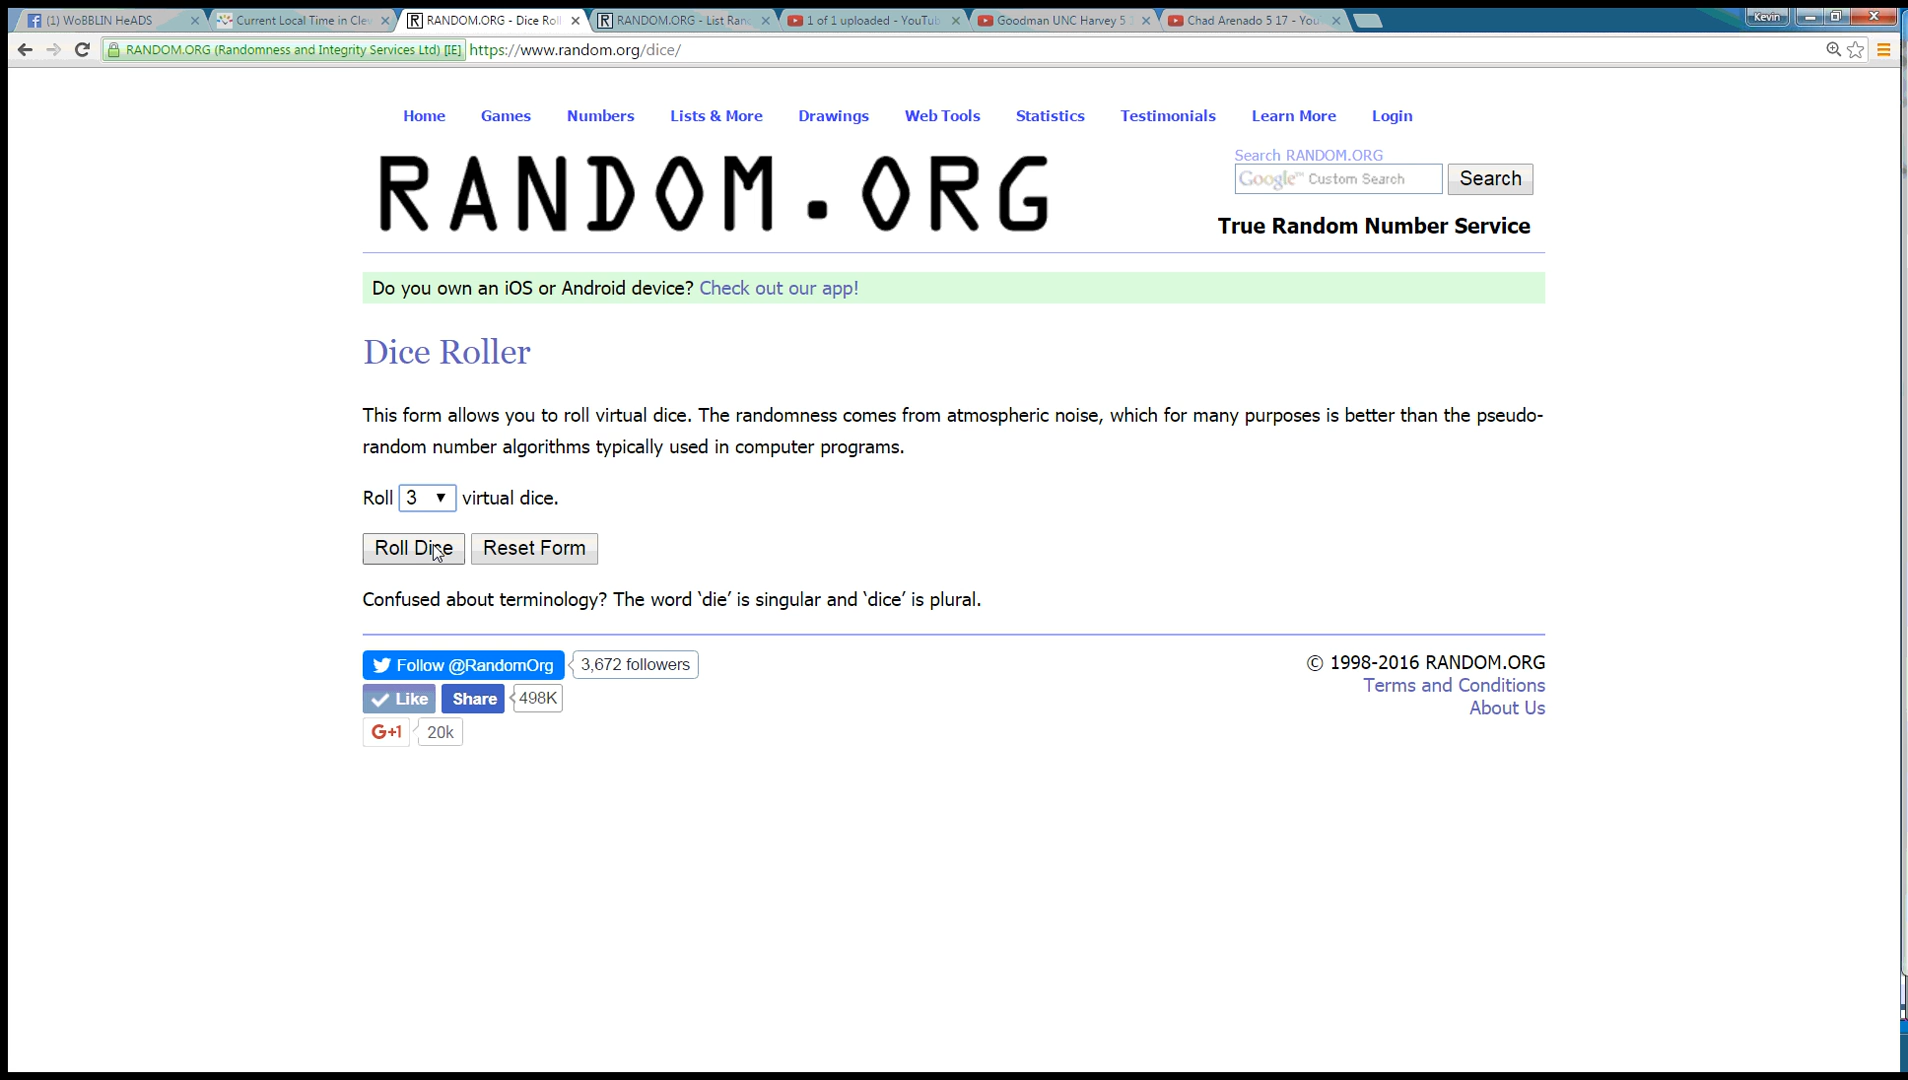 (1) WoBBLIN HeADS
Current Local Time in Clev
RANDOM.ORG - Dice Roll
RANDOM.ORG - List Rand
1 of 1 uploaded - YouTub
Goodman UNC Harvey 5
Chad Arenado 5 17 - You
Kevin
RANDOM.ORG (Randomness and Integrity Services Ltd) [IE]
https://www.random.org/dice/
Home Games Numbers Lists & More Drawings Web Tools Statistics Testimonials Learn More Login
RANDOM.ORG
Search RANDOM.ORG
Google™ Custom Search
Search
True Random Number Service
Do you own an iOS or Android device? Check out our app!
Dice Roller
This form allows you to roll virtual dice. The randomness comes from atmospheric noise, which for many purposes is better than the pseudo-
random number algorithms typically used in computer programs.
Roll 3 virtual dice.
Roll Dice Reset Form
Confused about terminology? The word ‘die’ is singular and ‘dice’ is plural.
Follow @RandomOrg 3,672 followers
Like Share 498K
G+1 20k
© 1998-2016 RANDOM.ORG
Terms and Conditions
About Us